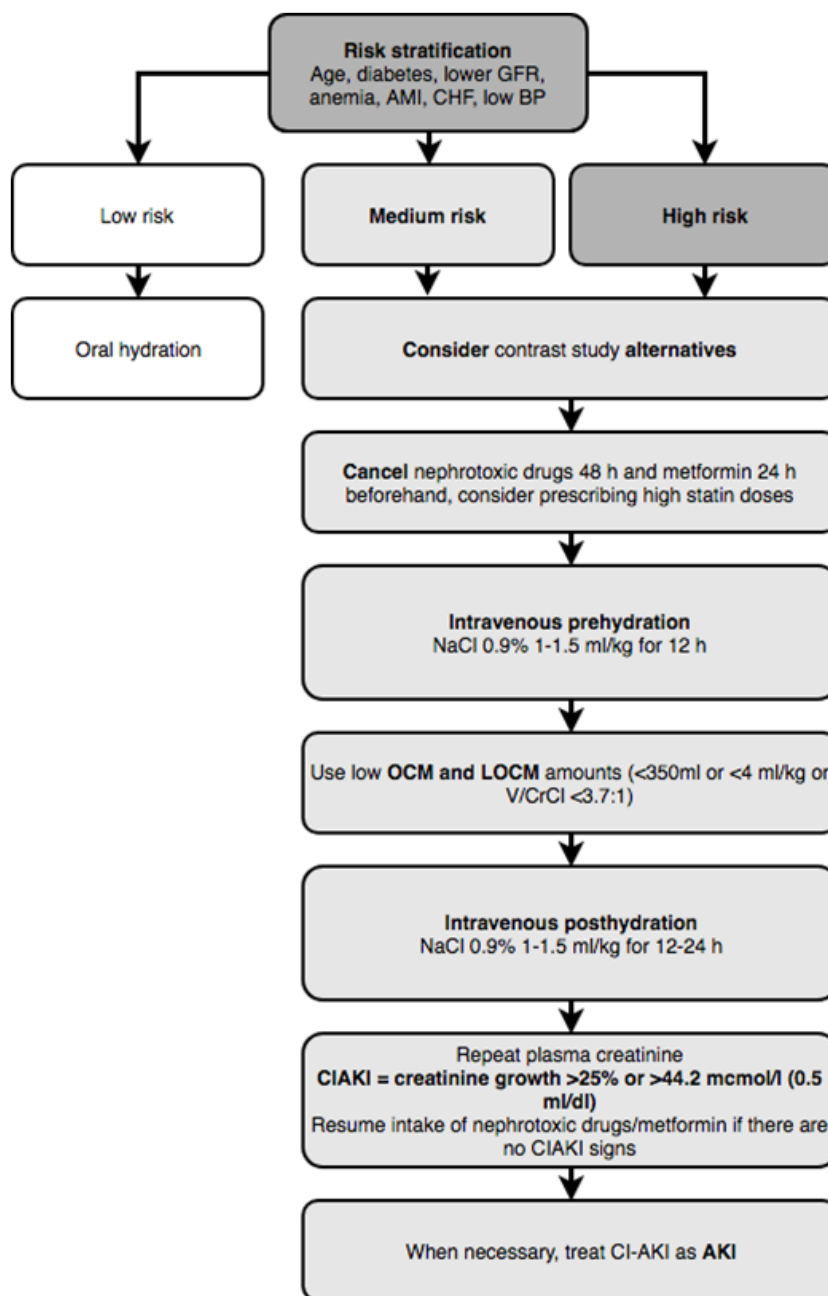 Risk stratification
Age, diabetes, lower GFR,
anemia, AMI, CHF, low BP
Low risk
Medium risk
High risk
Oral hydration
Consider contrast study alternatives
Cancel nephrotoxic drugs 48 h and metformin 24 h
beforehand, consider prescribing high statin doses
Intravenous prehydration
NaCl 0.9% 1-1.5 ml/kg for 12 h
Use low OCM and LOCM amounts (<350ml or <4 ml/kg or
V/CrCl <3.7:1)
Intravenous posthydration
NaCl 0.9% 1-1.5 ml/kg for 12-24 h
Repeat plasma creatinine
CIAKI = creatinine growth >25% or >44.2 mcmol/l (0.5
ml/dl)
Resume intake of nephrotoxic drugs/metformin if there are
no CIAKI signs
When necessary, treat CI-AKI as AKI